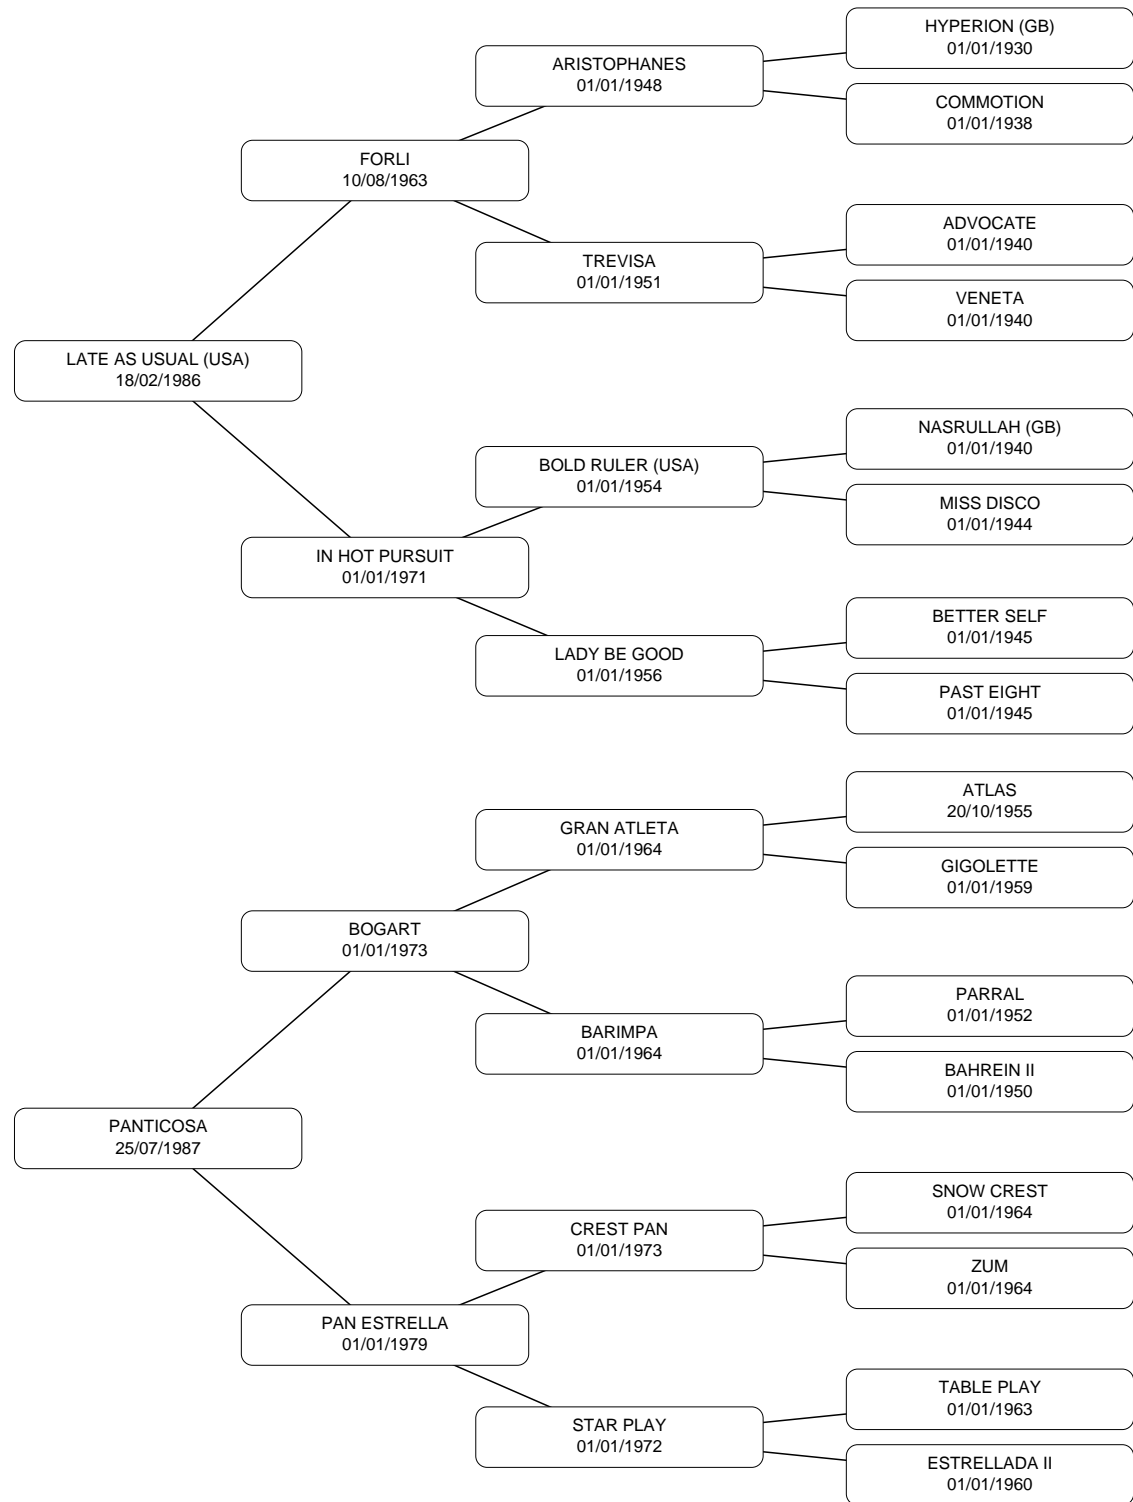 HYPERION (GB)
01/01/1930
ARISTOPHANES
01/01/1948
COMMOTION
01/01/1938
FORLI
10/08/1963
ADVOCATE
01/01/1940
TREVISA
01/01/1951
VENETA
01/01/1940
LATE AS USUAL (USA)
18/02/1986
NASRULLAH (GB)
01/01/1940
BOLD RULER (USA)
01/01/1954
MISS DISCO
01/01/1944
IN HOT PURSUIT
01/01/1971
BETTER SELF
01/01/1945
LADY BE GOOD
01/01/1956
PAST EIGHT
01/01/1945
ATLAS
20/10/1955
GRAN ATLETA
01/01/1964
GIGOLETTE
01/01/1959
BOGART
01/01/1973
PARRAL
01/01/1952
BARIMPA
01/01/1964
BAHREIN II
01/01/1950
PANTICOSA
25/07/1987
SNOW CREST
01/01/1964
CREST PAN
01/01/1973
ZUM
01/01/1964
PAN ESTRELLA
01/01/1979
TABLE PLAY
01/01/1963
STAR PLAY
01/01/1972
ESTRELLADA II
01/01/1960